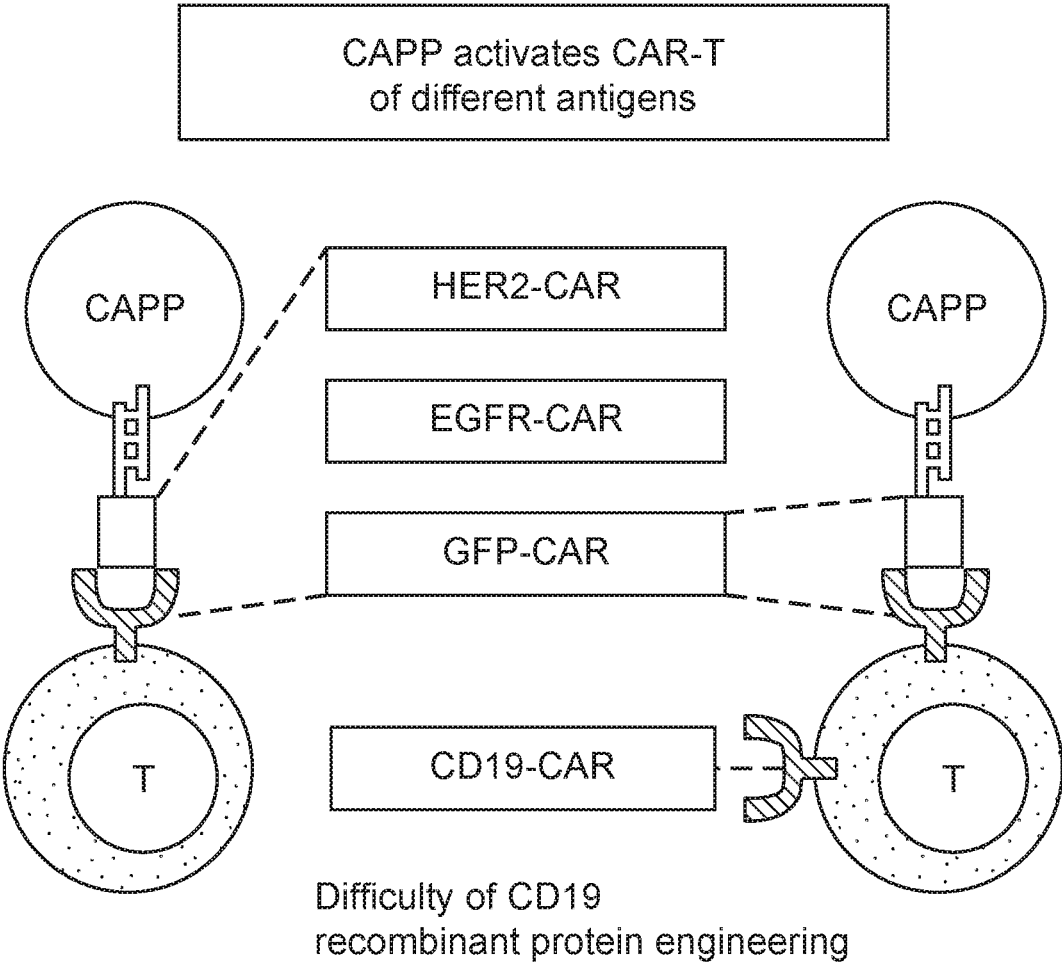 CAPP activates CAR-T
of different antigens
CAPP
HER2-CAR
CAPP
EGFR-CAR
GFP-CAR
T
CD19-CAR
T
Difficulty of CD19
recombinant protein engineering